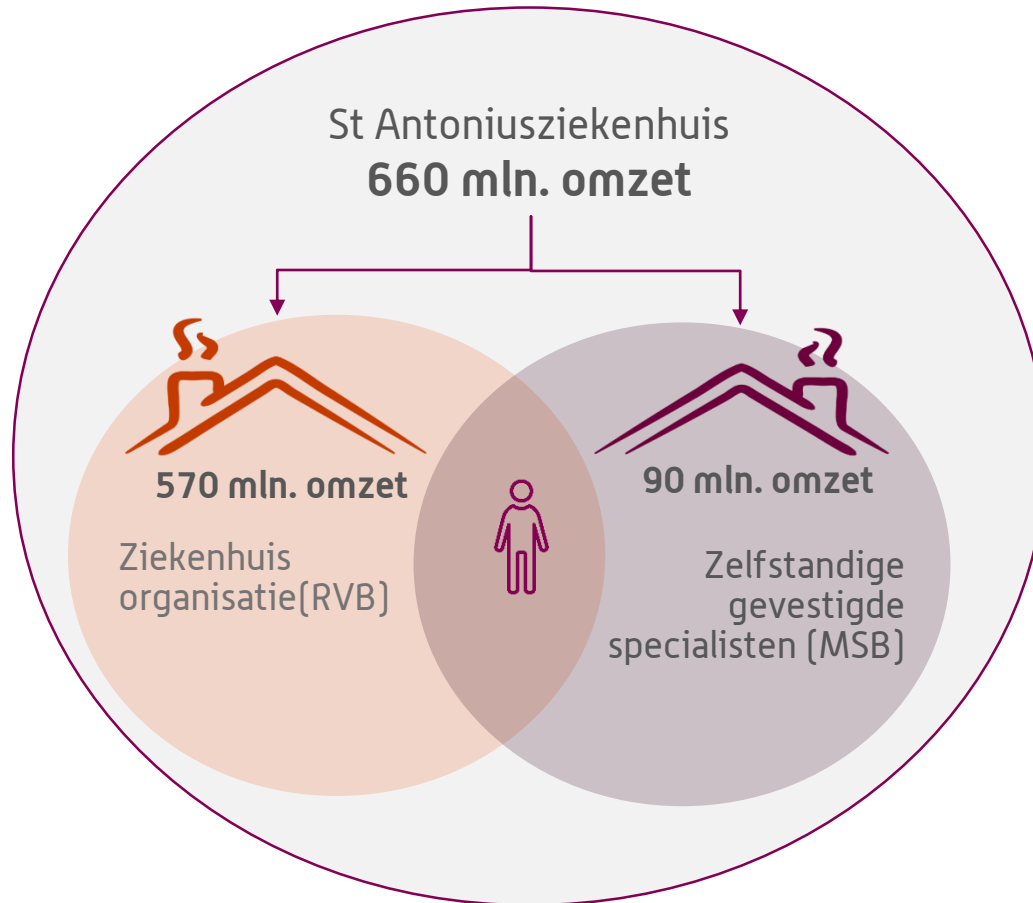 St Antoniusziekenhuis
660 mln. omzet
570 mln. omzet
Ziekenhuis
organisatie(RVB)
90 mln. omzet
Zelfstandige
gevestigde
specialisten (MSB)